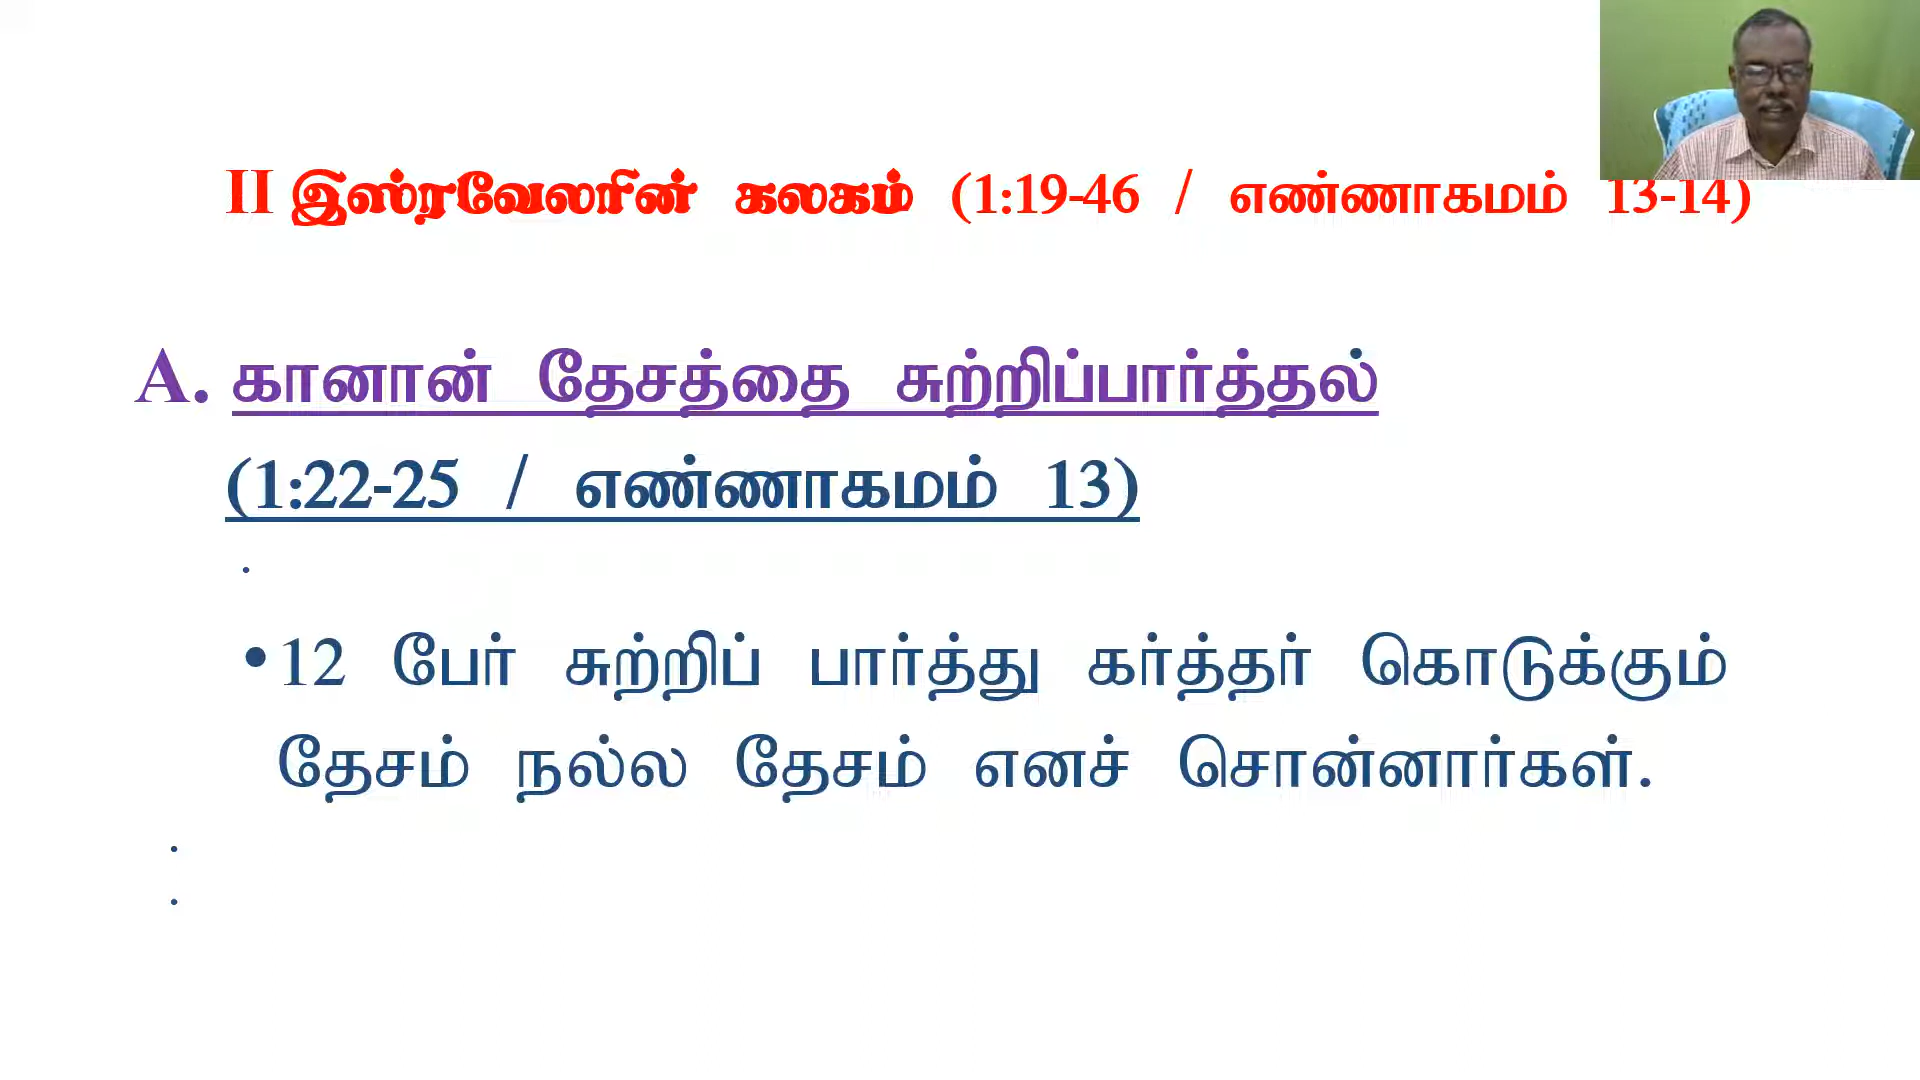 II இஸ்ரவேலரின் கலகம் (1:19-46 / எண்ணாகமம் 13-14)
A. கானான் தேசத்தை சுற்றிப்பார்த்தல்
(1:22-25 / எண்ணாகமம் 13)
•12 பேர் சுற்றிப் பார்த்து கர்த்தர் கொடுக்கும்
தேசம் நல்ல தேசம் எனச் சொன்னார்கள்.